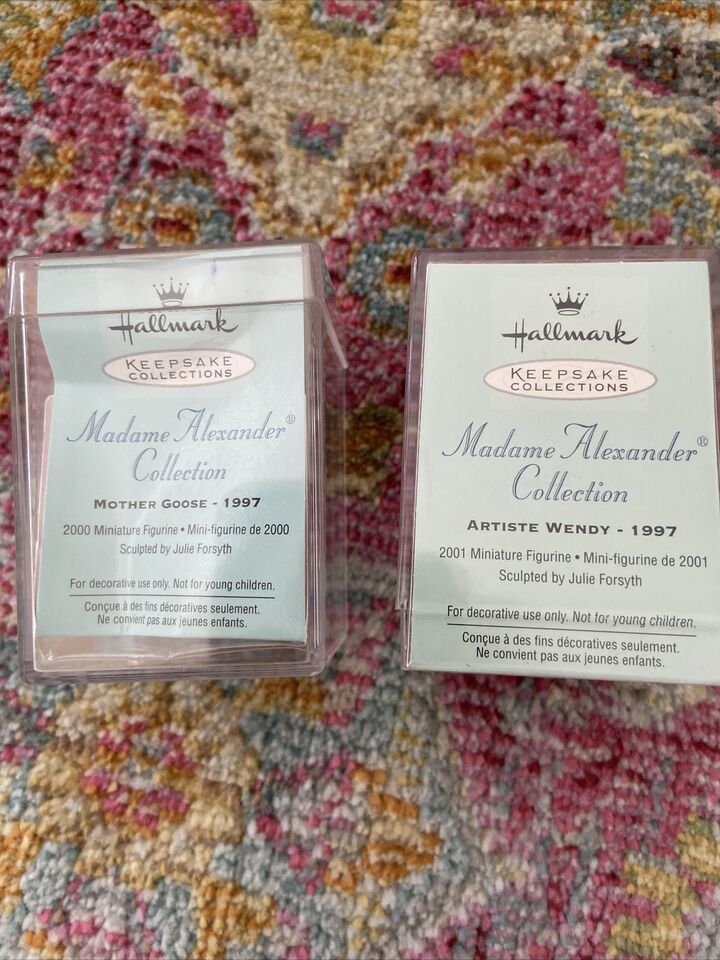 Hallmark
KEEPSAKE
COLLECTIONS
Madame Alexander®
Collection
MOTHER GOOSE - 1997
2000 Miniature Figurine • Mini-figurine de 2000
Sculpted by Julie Forsyth
For decorative use only. Not for young children.
Conçue à des fins décoratives seulement.
Ne convient pas aux jeunes enfants.
Hallmark
KEEPSAKE
COLLECTIONS
Madame Alexander®
Collection
ARTISTE WENDY - 1997
2001 Miniature Figurine • Mini-figurine de 2001
Sculpted by Julie Forsyth
For decorative use only. Not for young children.
Conçue à des fins décoratives seulement.
Ne convient pas aux jeunes enfants.